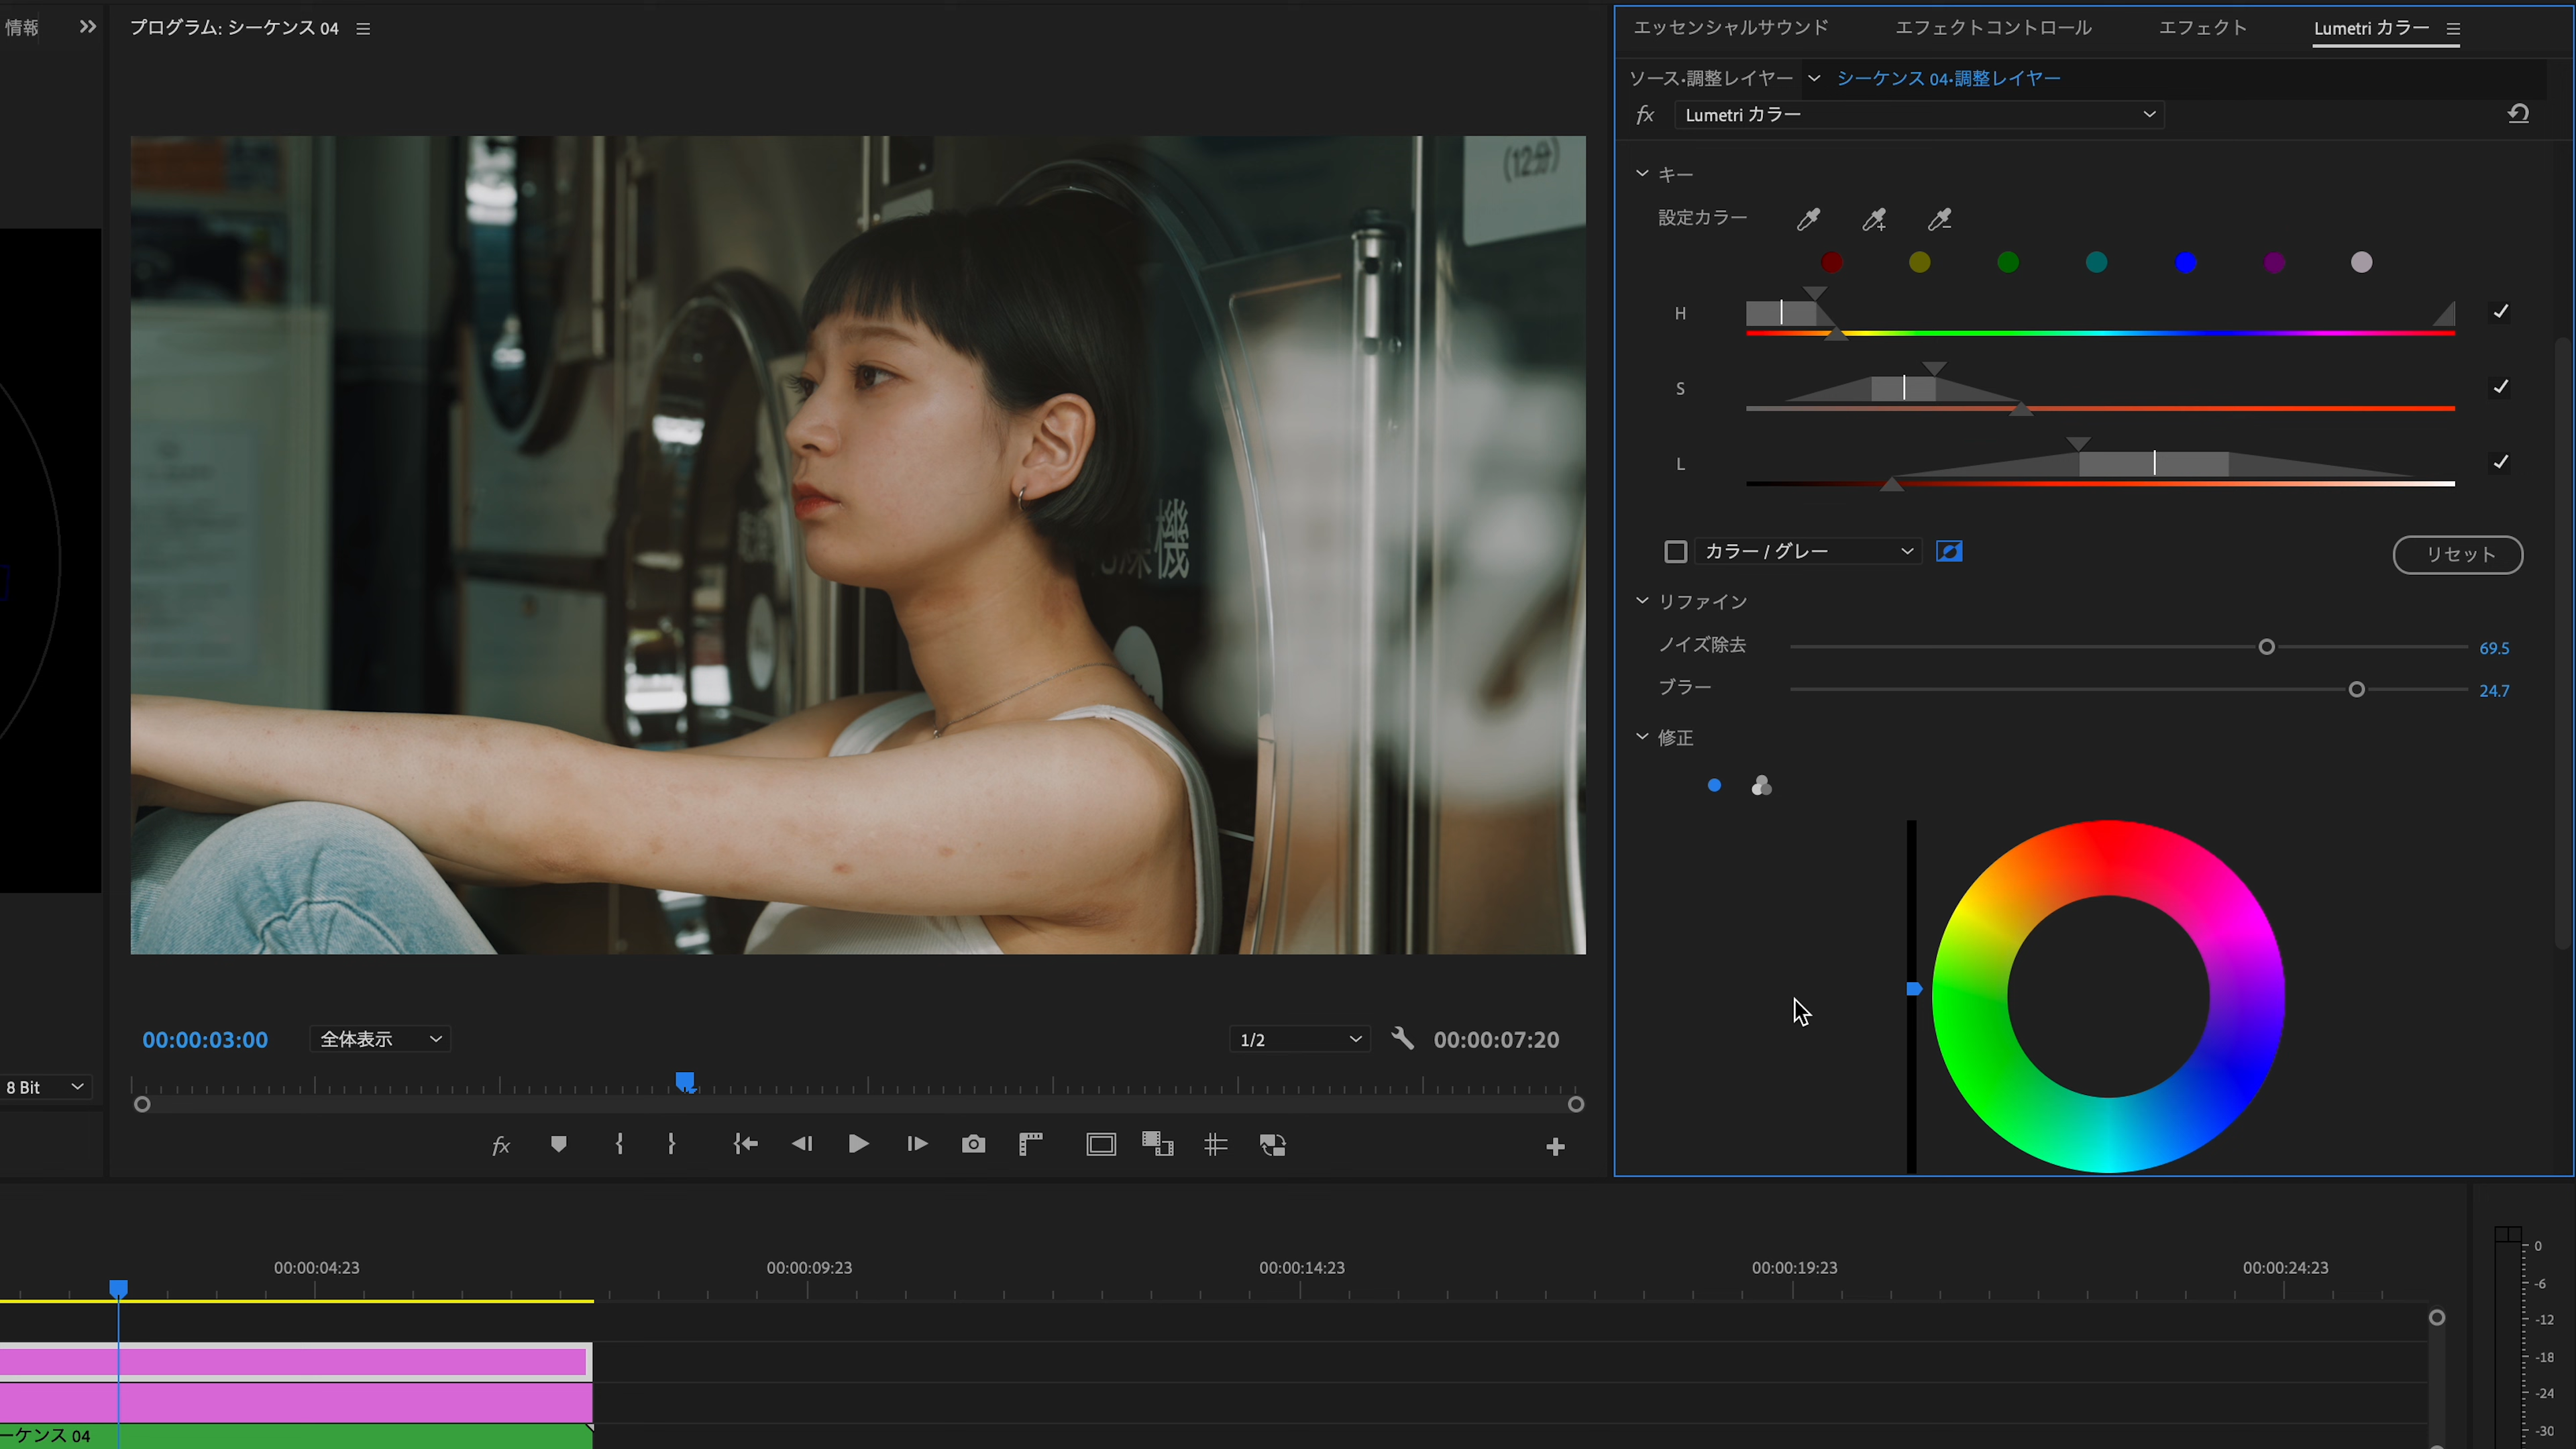 情報
プログラム: シーケンス 04
エッセンシャルサウンド
エフェクトコントロール
エフェクト
Lumetri カラー
ソース・調整レイヤー
シーケンス 04・調整レイヤー
fx
Lumetri カラー
キー
設定カラー
H
S
L
カラー / グレー
リセット
リファイン
ノイズ除去
69.5
ブラー
24.7
修正
(12分)
機
00:00:03:00
全体表示
1/2
00:00:07:20
8 Bit
fx
00:00:04:23
00:00:09:23
00:00:14:23
00:00:19:23
00:00:24:23
ーケンス 04
0
-6
-12
-18
-24
-30